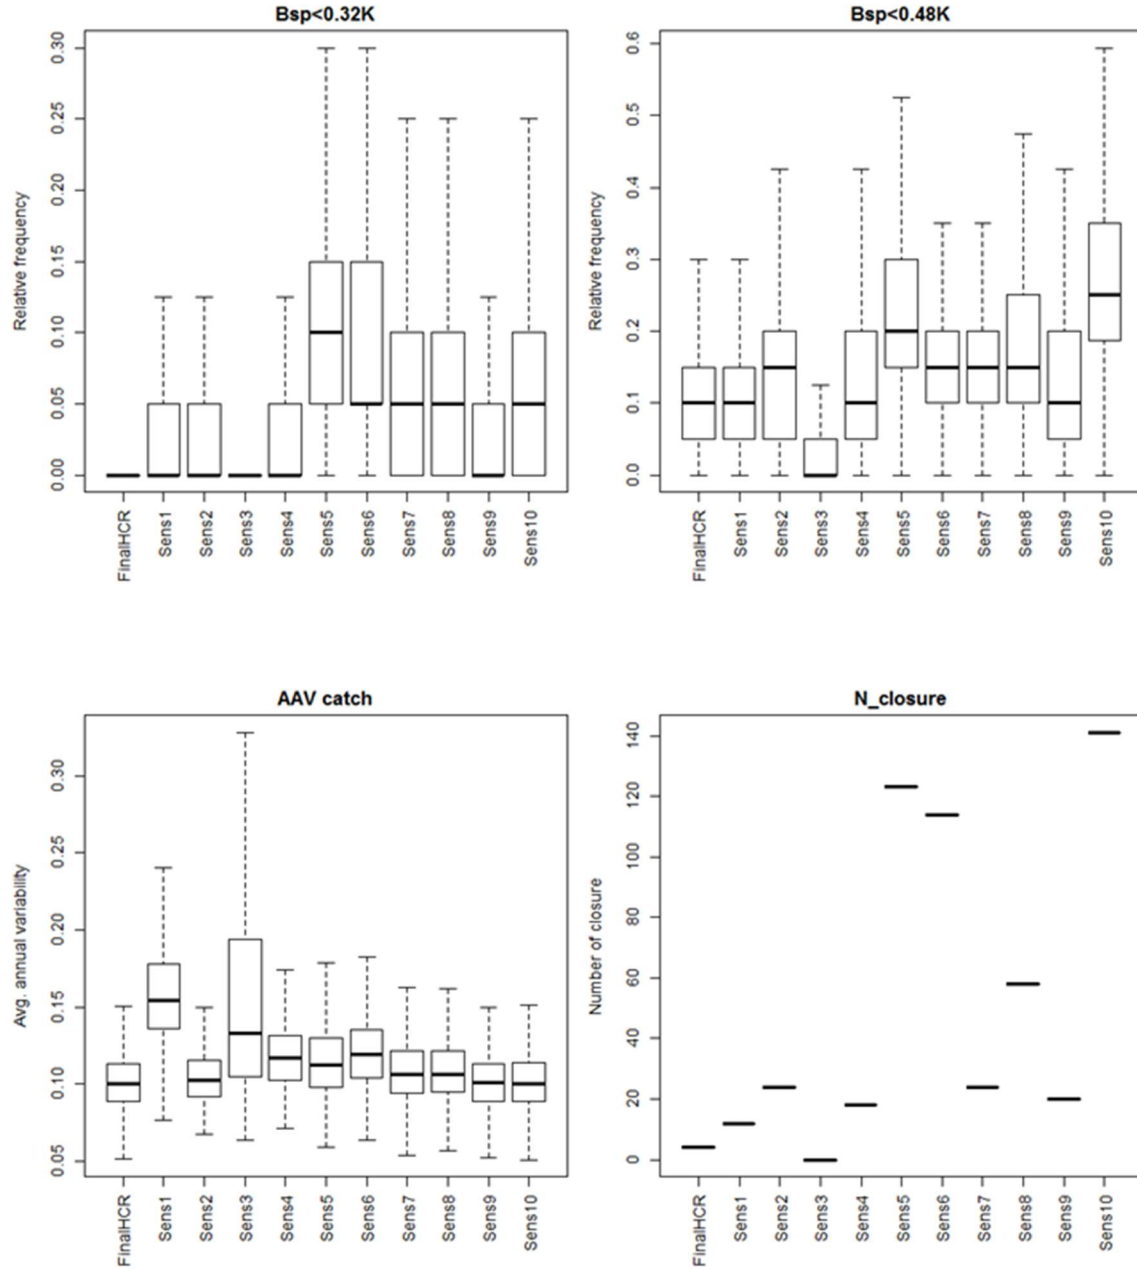 Bsp<0.32K
Relative frequency
0.30
0.25
0.20
0.15
0.10
0.05
0.00
FinalHCR
Sens1
Sens2
Sens3
Sens4
Sens5
Sens6
Sens7
Sens8
Sens9
Sens10
Bsp<0.48K
Relative frequency
0.6
0.5
0.4
0.3
0.2
0.1
0.0
FinalHCR
Sens1
Sens2
Sens3
Sens4
Sens5
Sens6
Sens7
Sens8
Sens9
Sens10
AAV catch
Avg. annual variability
0.30
0.25
0.20
0.15
0.10
0.05
FinalHCR
Sens1
Sens2
Sens3
Sens4
Sens5
Sens6
Sens7
Sens8
Sens9
Sens10
N_closure
Number of closure
140
120
100
80
60
40
20
0
FinalHCR
Sens1
Sens2
Sens3
Sens4
Sens5
Sens6
Sens7
Sens8
Sens9
Sens10